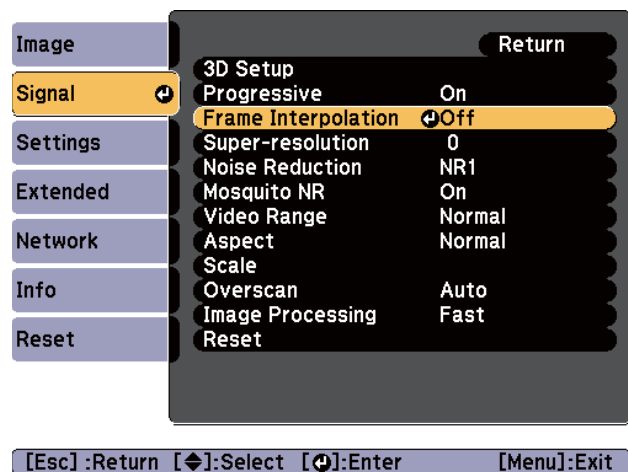 Image
Signal
Settings
Extended
Network
Info
Reset
Return
3D Setup
Progressive On
Frame Interpolation Off
Super-resolution 0
Noise Reduction NR1
Mosquito NR On
Video Range Normal
Aspect Normal
Scale
Overscan Auto
Image Processing Fast
Reset
[Esc] :Return [◆]:Select [⏎]:Enter [Menu]:Exit